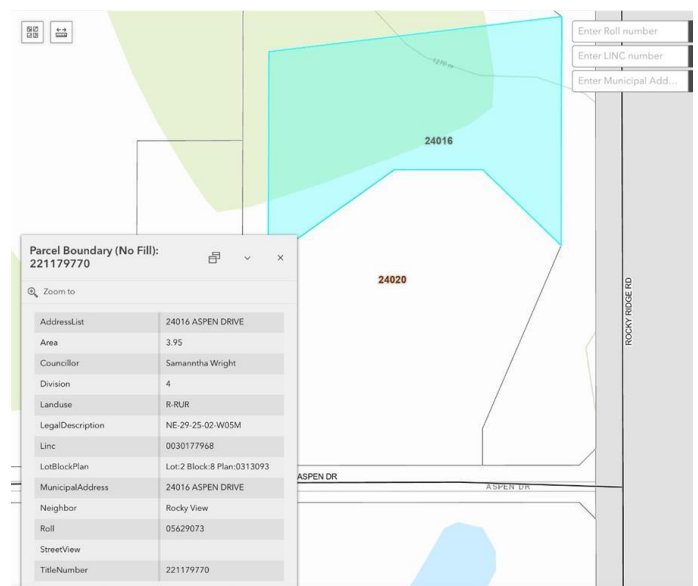 Enter Roll number
Enter LINC number
Enter Municipal Add...
1270 m
24016
24020
ROCKY RIDGE RD
Parcel Boundary (No Fill):
221179770
Zoom to
AddressList 24016 ASPEN DRIVE
Area 3.95
Councillor Samanntha Wright
Division 4
Landuse R-RUR
LegalDescription NE-29-25-02-W05M
Linc 0030177968
LotBlockPlan Lot:2 Block:8 Plan:0313093
MunicipalAddress 24016 ASPEN DRIVE
Neighbor Rocky View
Roll 05629073
StreetView
TitleNumber 221179770
ASPEN DR
ASPEN DR